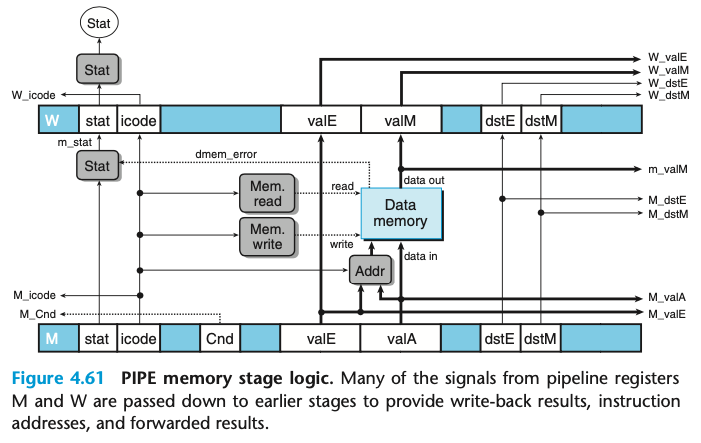 Stat
Stat
W_valE
W_valM
W_dstE
W_dstM
W_icode
W stat icode valE valM dstE dstM
m_stat
Stat
dmem_error
data out
m_valM
Mem.
read
read
Data
memory
M_dstE
M_dstM
Mem.
write
write
data in
Addr
M_icode
M_valA
M_Cnd
M_valE
M stat icode Cnd valE valA dstE dstM
Figure 4.61 PIPE memory stage logic. Many of the signals from pipeline registers
M and W are passed down to earlier stages to provide write-back results, instruction
addresses, and forwarded results.